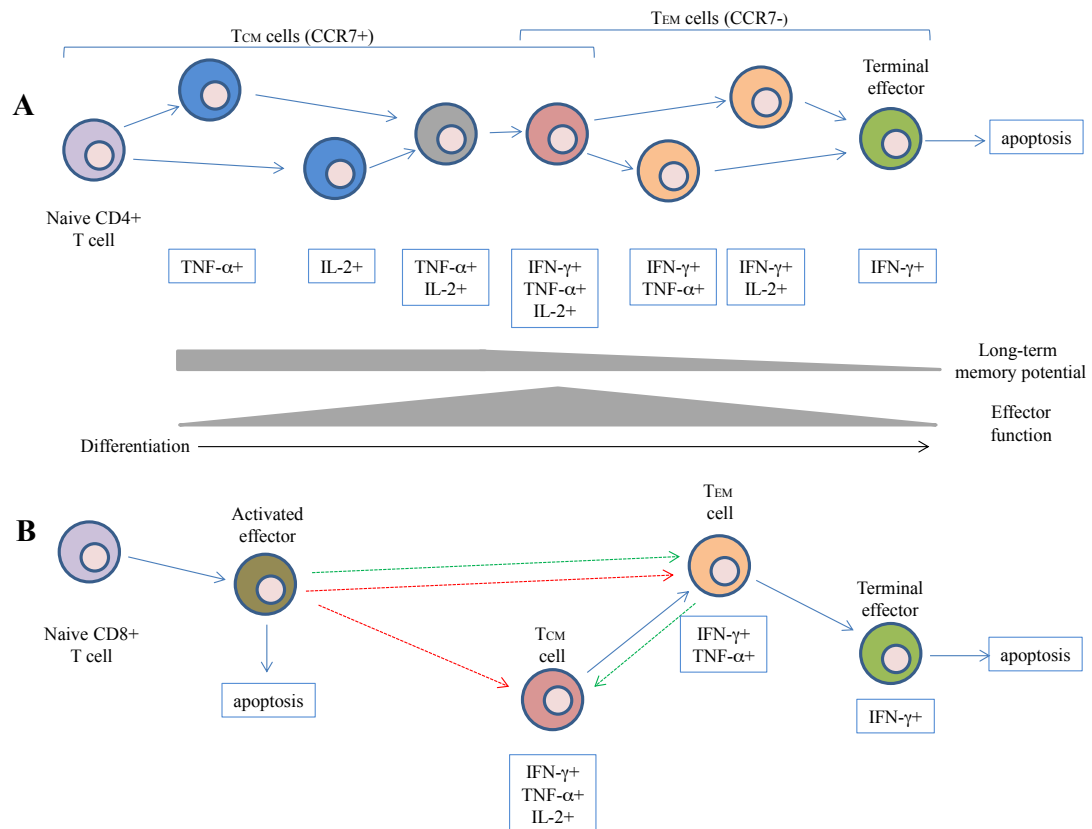 TCM cells (CCR7+)
TEM cells (CCR7-)
A
Terminal
effector
apoptosis
Naive CD4+
T cell
TNF-α+
IL-2+
TNF-α+
IL-2+
IFN-γ+
TNF-α+
IL-2+
IFN-γ+
TNF-α+
IFN-γ+
IL-2+
IFN-γ+
Long-term
memory potential
Effector
function
Differentiation
B
Activated
effector
TEM
cell
Naive CD8+
T cell
Terminal
effector
TCM
cell
IFN-γ+
TNF-α+
apoptosis
apoptosis
IFN-γ+
IFN-γ+
TNF-α+
IL-2+